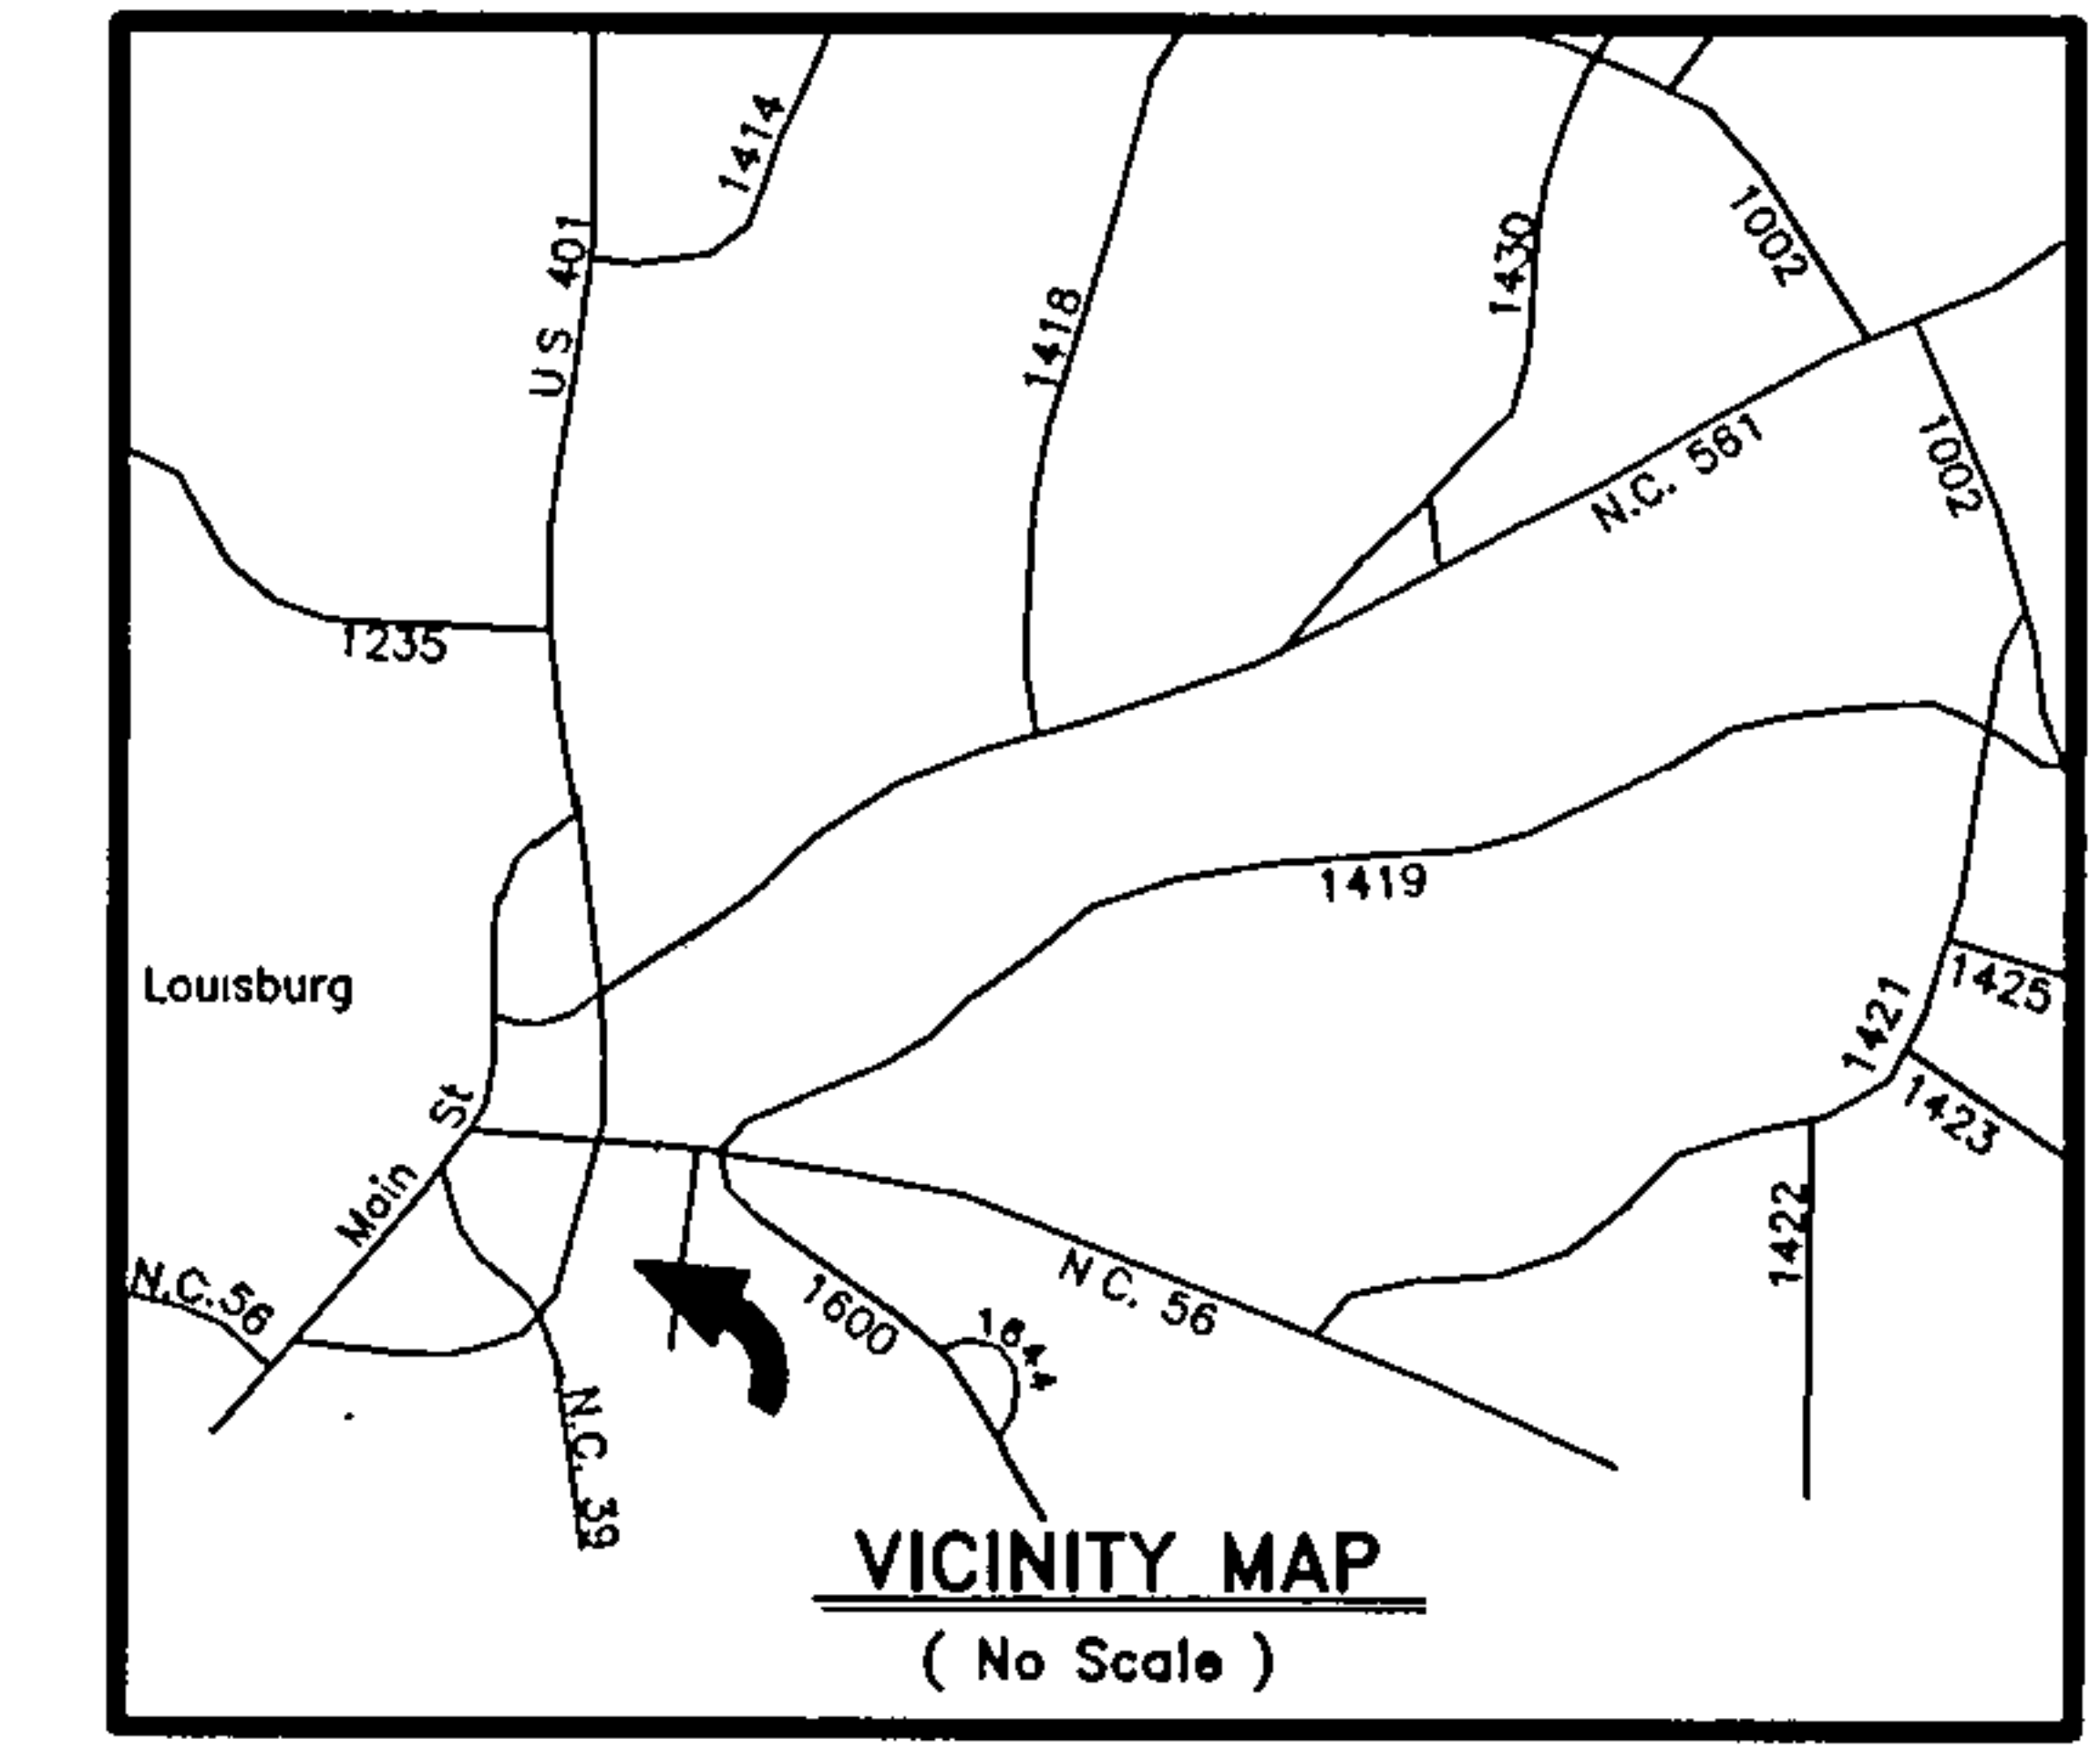 1414
US 401
1418
1430
1002
N.C. 581
1002
1235
1419
Louisburg
1425
1421
1423
Main St
1422
N.C. 56
N.C. 56
1600
1644
N.C. 39
VICINITY MAP
( No Scale )